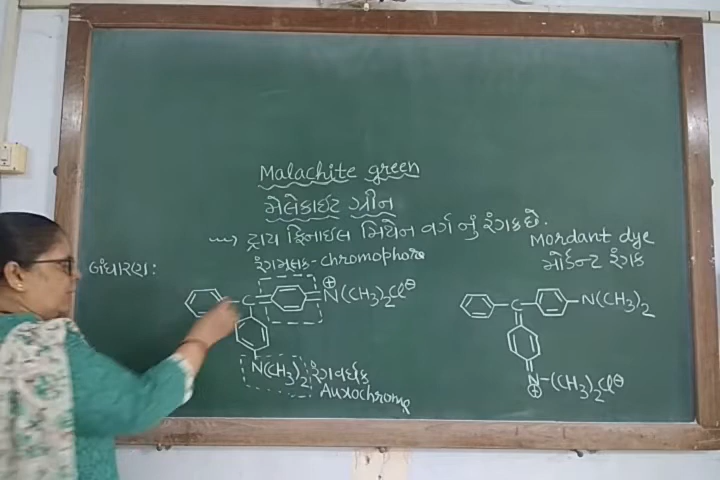 Malachite green
મેલેકાઇટ ગ્રીન
ટ્રાય ફિનાઇલ મિથેન વર્ગ નું રંગક છે.
રંગમૂલક - chromophore
બંધારણ:
C N(CH3)2Cl⊖
⊕
N(CH3)2
રંગવર્ધક
Auxochrome
Mordant dye
મોર્ડન્ટ રંગક
C N(CH3)2
N-(CH3)2Cl⊖
⊕